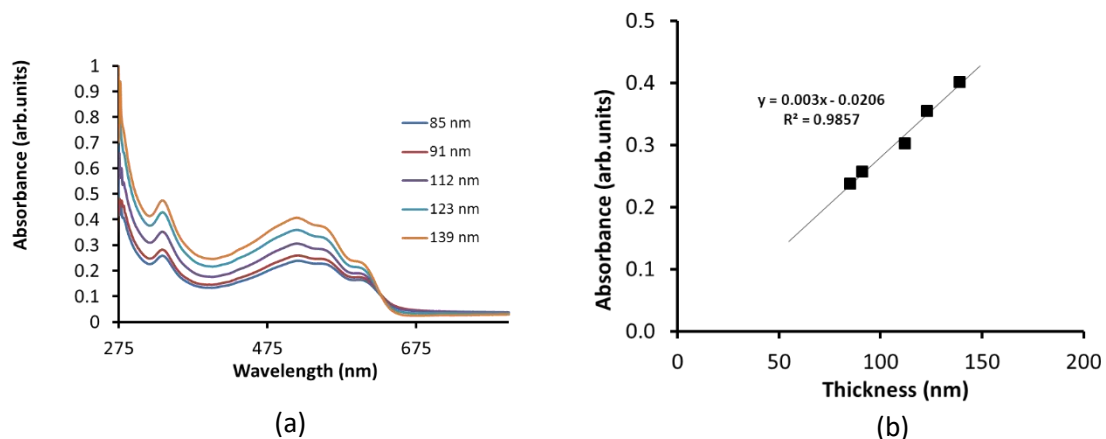 Absorbance (arb.units)
1
0.9
0.8
0.7
0.6
0.5
0.4
0.3
0.2
0.1
0
275
475
675
Wavelength (nm)
85 nm
91 nm
112 nm
123 nm
139 nm
(a)
Absorbance (arb.units)
0.5
0.4
0.3
0.2
0.1
0.0
0
50
100
150
200
Thickness (nm)
y = 0.003x - 0.0206
R² = 0.9857
(b)